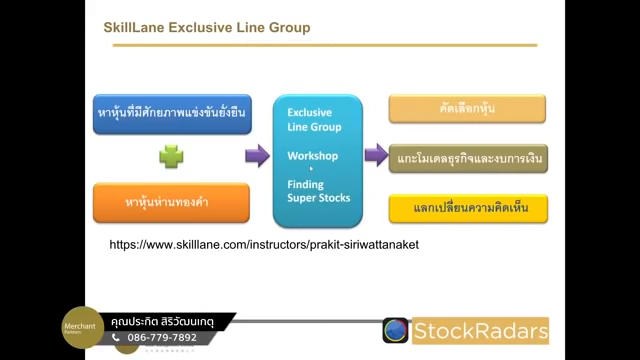 SkillLane Exclusive Line Group
หาหุ้นที่มีศักยภาพแข่งขันยั่งยืน
หาหุ้นห่านทองคำ
Exclusive
Line Group
Workshop
Finding
Super Stocks
คัดเลือกหุ้น
แกะโมเดลธุรกิจและงบการเงิน
แลกเปลี่ยนความคิดเห็น
https://www.skilllane.com/instructors/prakit-siriwattanaket
Merchant
Partners
คุณประกิต สิริวัฒนเกตุ
086-779-7892
StockRadars